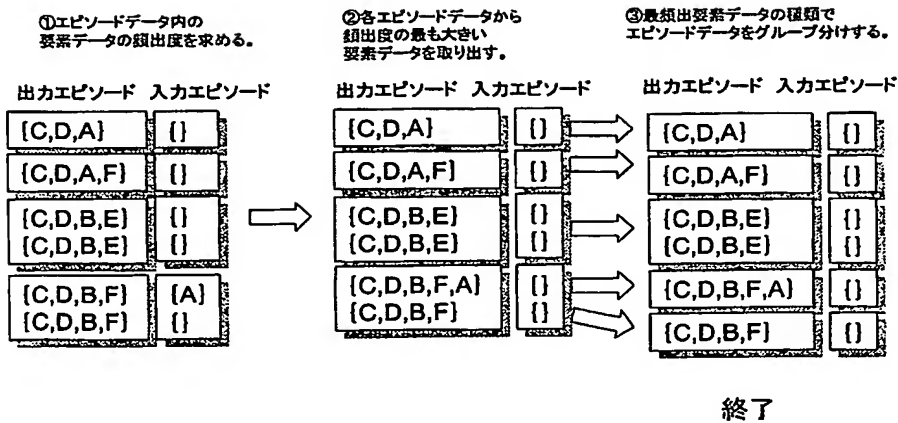 ①エピソードデータ内の
要素データの頻出度を求める。
②各エピソードデータから
頻出度の最も大きい
要素データを取り出す。
③最頻出要素データの種類で
エピソードデータをグループ分けする。
出力エピソード 入力エピソード
{C,D,A} {}
{C,D,A,F} {}
{C,D,B,E} {}
{C,D,B,E} {}
{C,D,B,F} {A}
{C,D,B,F} {}
出力エピソード 入力エピソード
{C,D,A} {}
{C,D,A,F} {}
{C,D,B,E} {}
{C,D,B,E} {}
{C,D,B,F,A} {}
{C,D,B,F} {}
出力エピソード 入力エピソード
{C,D,A} {}
{C,D,A,F} {}
{C,D,B,E} {}
{C,D,B,E} {}
{C,D,B,F,A} {}
{C,D,B,F} {}
終了